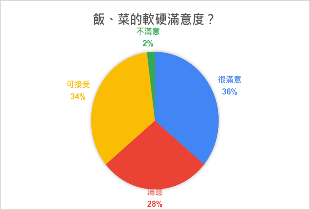 飯、菜的軟硬滿意度？
不滿意
2%
很滿意
36%
可接受
34%
滿意
28%